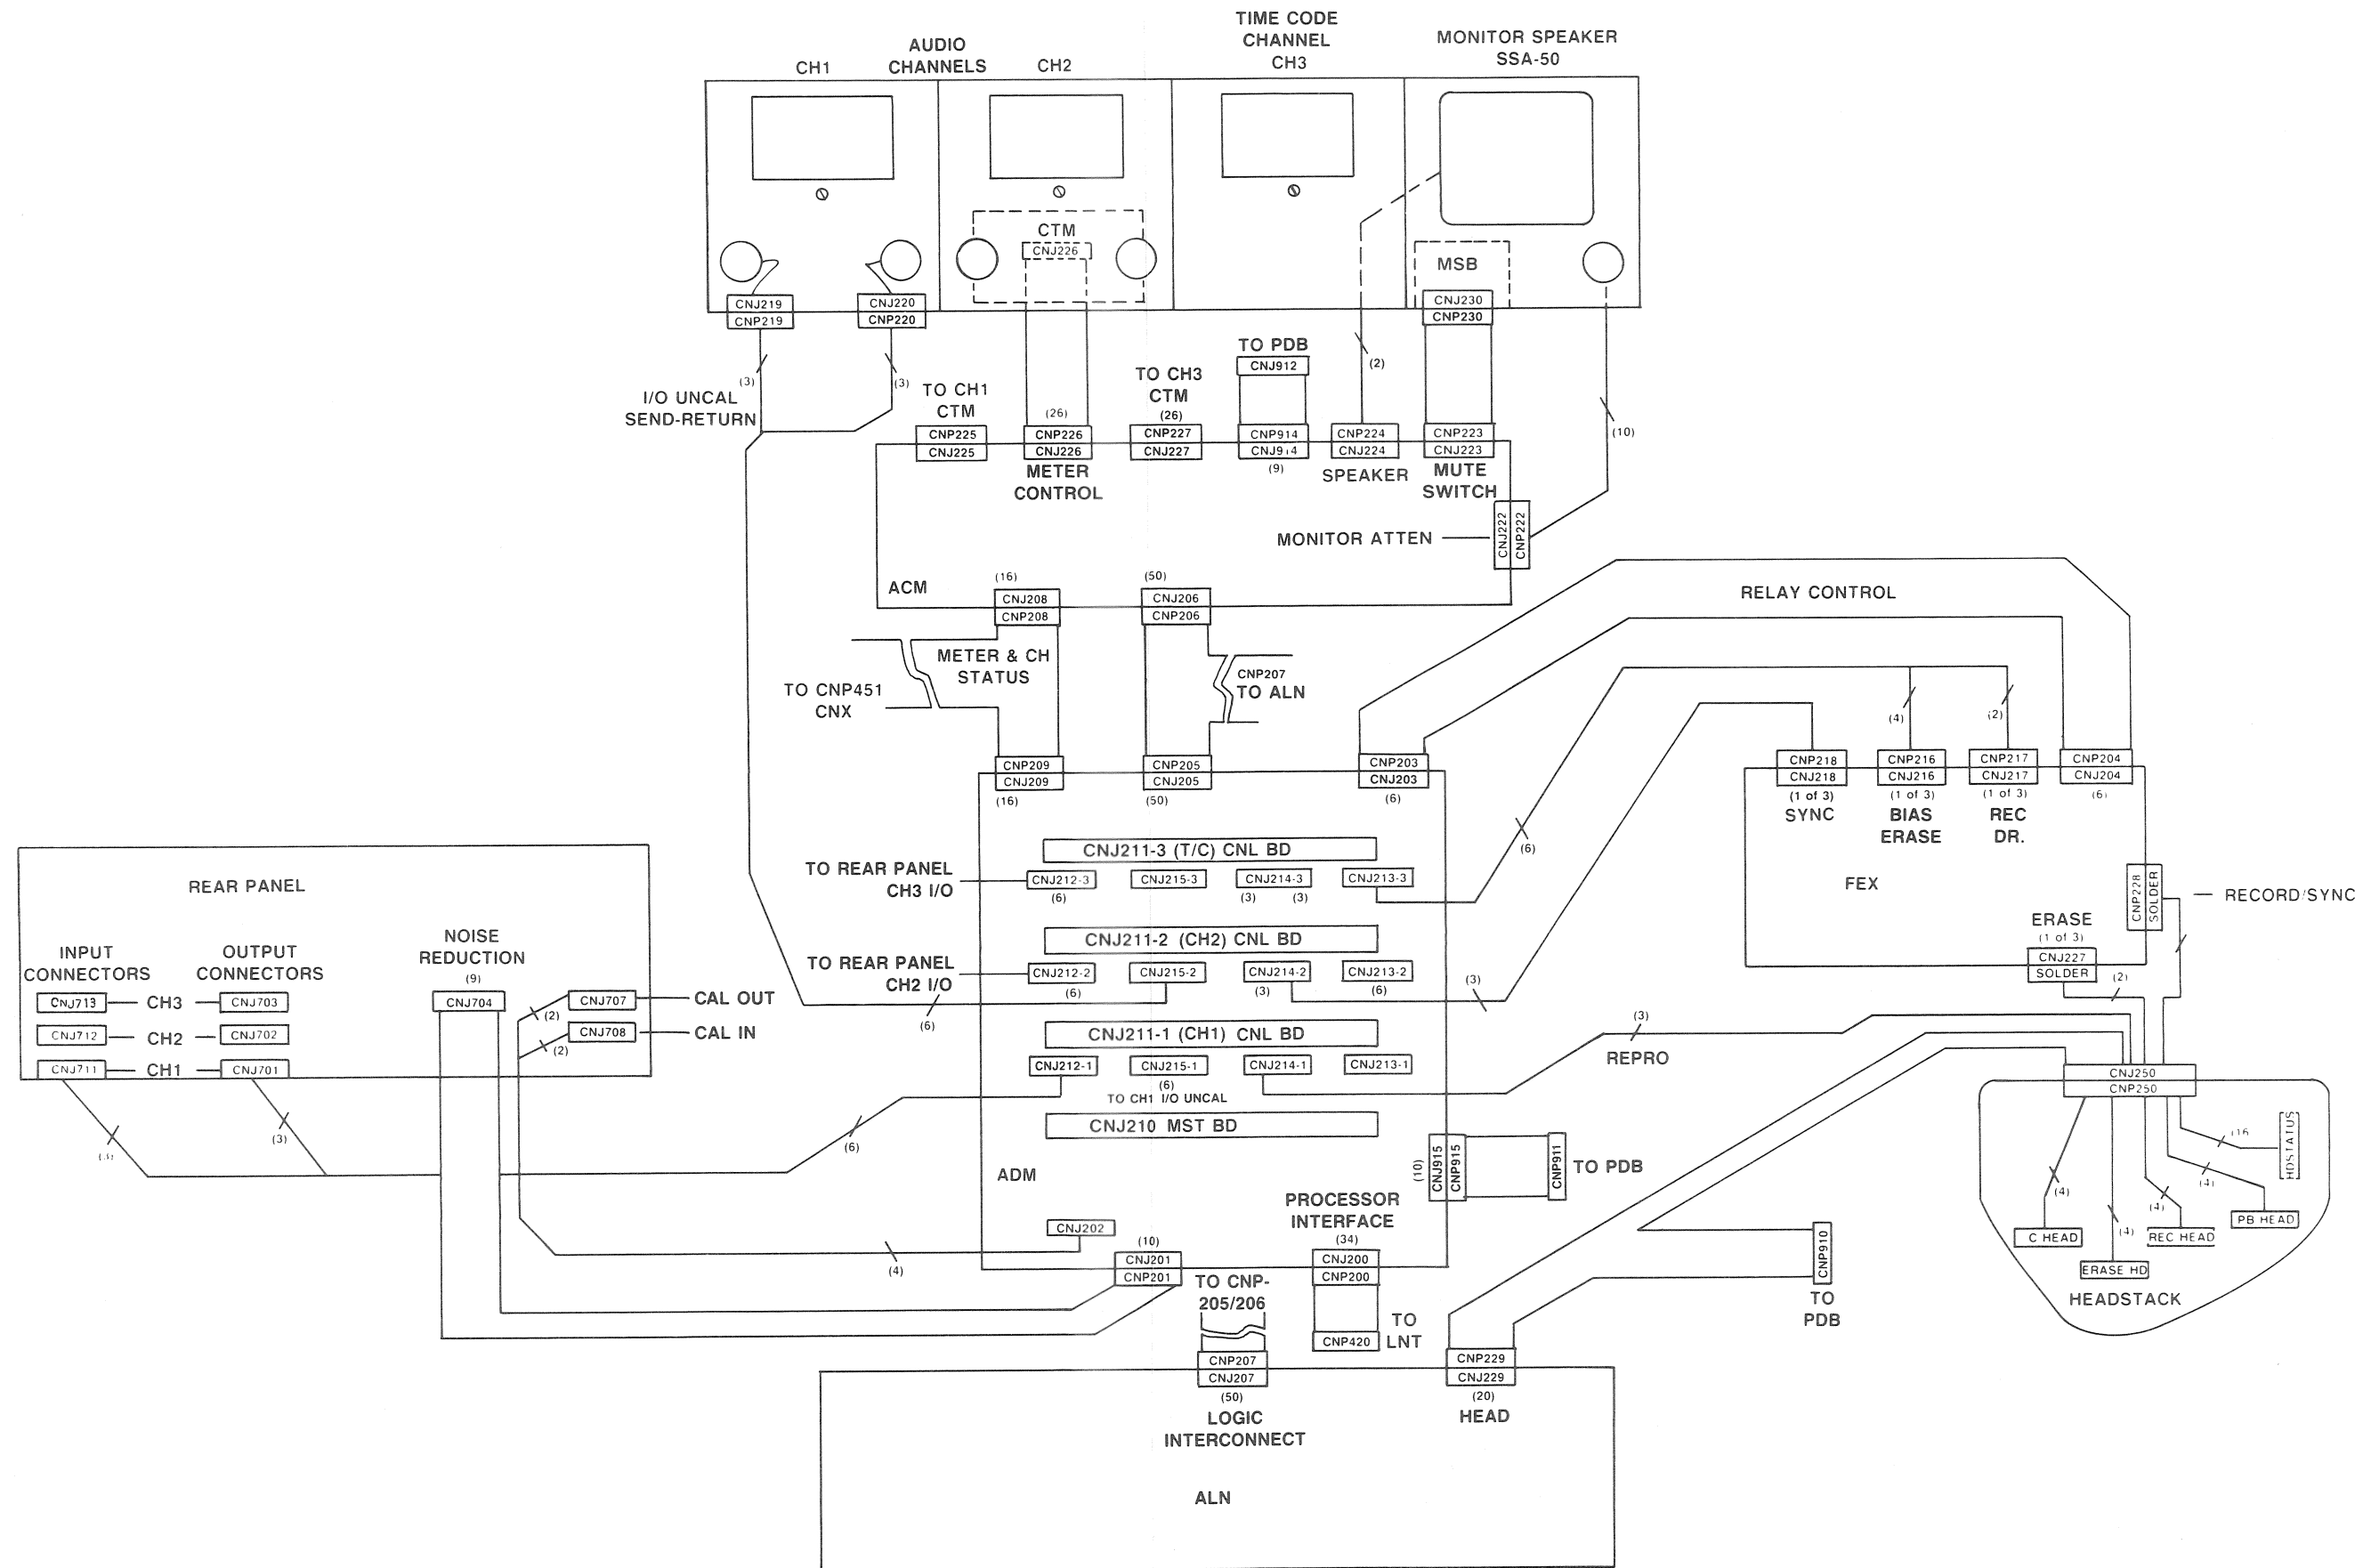 AUDIO
CHANNELS
CH1
CH2
TIME CODE
CHANNEL
CH3
MONITOR SPEAKER
SSA-50
CTM
CNJ226
MSB
CNJ219
CNP219
CNJ220
CNP220
CNJ230
CNP230
(3)
(3)
I/O UNCAL
SEND-RETURN
TO CH1
CTM
(26)
TO CH3
CTM
(26)
TO PDB
CNJ912
(2)
(10)
CNP225
CNJ225
CNP226
CNJ226
METER
CONTROL
CNP227
CNJ227
CNP914
CNJ914
(9)
CNP224
CNJ224
SPEAKER
CNP223
CNJ223
MUTE
SWITCH
MONITOR ATTEN
CNJ222
CNP222
ACM
(16)
CNJ208
CNP208
(50)
CNJ206
CNP206
METER & CH
STATUS
TO CNP451
CNX
CNP207
TO ALN
RELAY CONTROL
(4)
(2)
CNP209
CNJ209
(16)
CNP205
CNJ205
(50)
CNP203
CNJ203
(6)
CNP218
CNJ218
(1 of 3)
SYNC
CNP216
CNJ216
(1 of 3)
BIAS
ERASE
CNP217
CNJ217
(1 of 3)
REC
DR.
CNP204
CNJ204
(6)
FEX
CNP228
SOLDER
RECORD/SYNC
ERASE
(1 of 3)
CNJ227
SOLDER
(2)
CNJ211-3 (T/C) CNL BD
TO REAR PANEL
CH3 I/O
CNJ212-3
(6)
CNJ215-3
CNJ214-3
(3)
(3)
CNJ213-3
(6)
CNJ211-2 (CH2) CNL BD
TO REAR PANEL
CH2 I/O
CNJ212-2
(6)
CNJ215-2
CNJ214-2
(3)
CNJ213-2
(6)
(3)
(6)
CNJ211-1 (CH1) CNL BD
CNJ212-1
CNJ215-1
(6)
TO CH1 I/O UNCAL
CNJ214-1
CNJ213-1
(3)
REPRO
CNJ210 MST BD
ADM
REAR PANEL
INPUT
CONNECTORS
OUTPUT
CONNECTORS
NOISE
REDUCTION
(9)
CNJ713
CH3
CNJ703
CNJ704
CNJ707
CAL OUT
(2)
CNJ712
CH2
CNJ702
CNJ708
CAL IN
(2)
CNJ711
CH1
CNJ701
(3)
(3)
(6)
(4)
CNJ202
(10)
CNJ201
CNP201
PROCESSOR
INTERFACE
(34)
CNJ200
CNP200
CNP420
TO
LNT
(10)
CNJ915
CNP915
CNP911
TO PDB
TO CNP-
205/206
CNP207
CNJ207
(50)
LOGIC
INTERCONNECT
CNP229
CNJ229
(20)
HEAD
ALN
CNP910
TO
PDB
CNJ250
CNP250
(16
HDSTATUS
(4)
(4)
(4)
(4)
C HEAD
ERASE HD
REC HEAD
PB HEAD
HEADSTACK